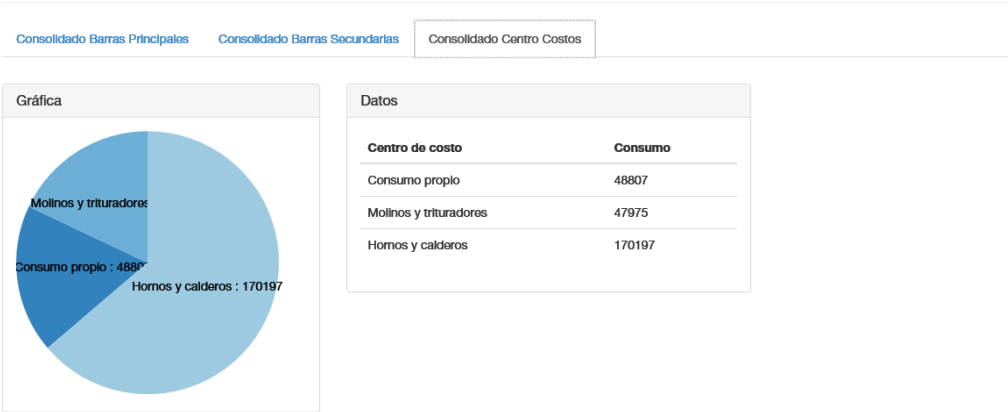 Consolidado Barras Principales Consolidado Barras Secundarias Consolidado Centro Costos
Gráfica
Molinos y trituradores
Consumo propio : 4880
Hornos y calderos : 170197
Datos
Centro de costo Consumo
Consumo propio 48807
Molinos y trituradores 47975
Hornos y calderos 170197